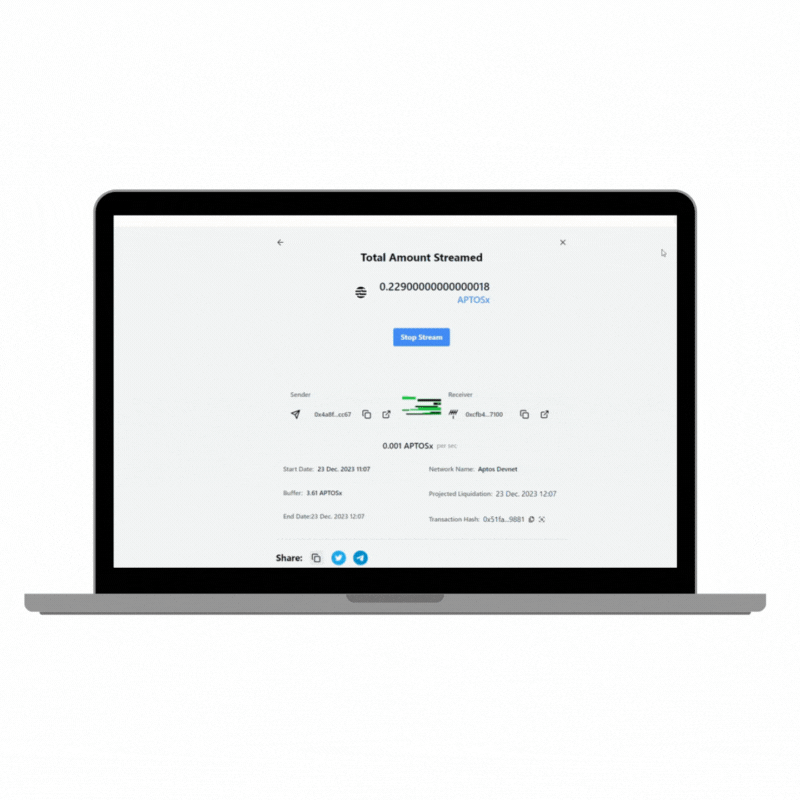 Total Amount Streamed
0.22900000000000018
APTOSx
Stop Stream
Sender
Receiver
0x4a8f...cc67
0xcfb4...7100
0.001 APTOSx per sec
Start Date: 23 Dec. 2023 11:07
Network Name: Aptos Devnet
Buffer: 3.61 APTOSx
Projected Liquidation: 23 Dec. 2023 12:07
End Date:23 Dec. 2023 12:07
Transaction Hash: 0x51fa...9881
Share: